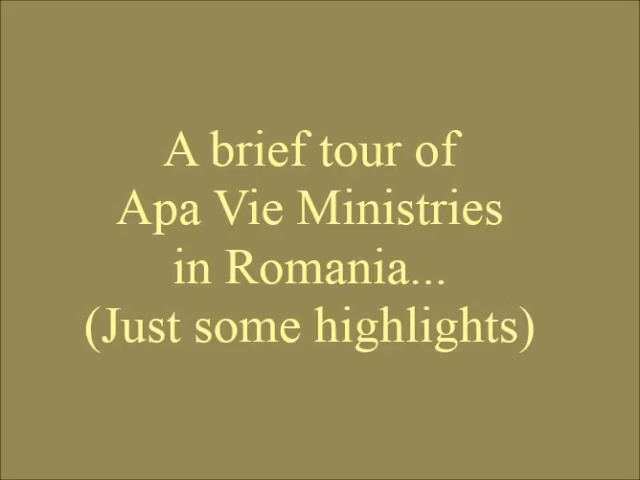 A brief tour of
Apa Vie Ministries
in Romania...
(Just some highlights)